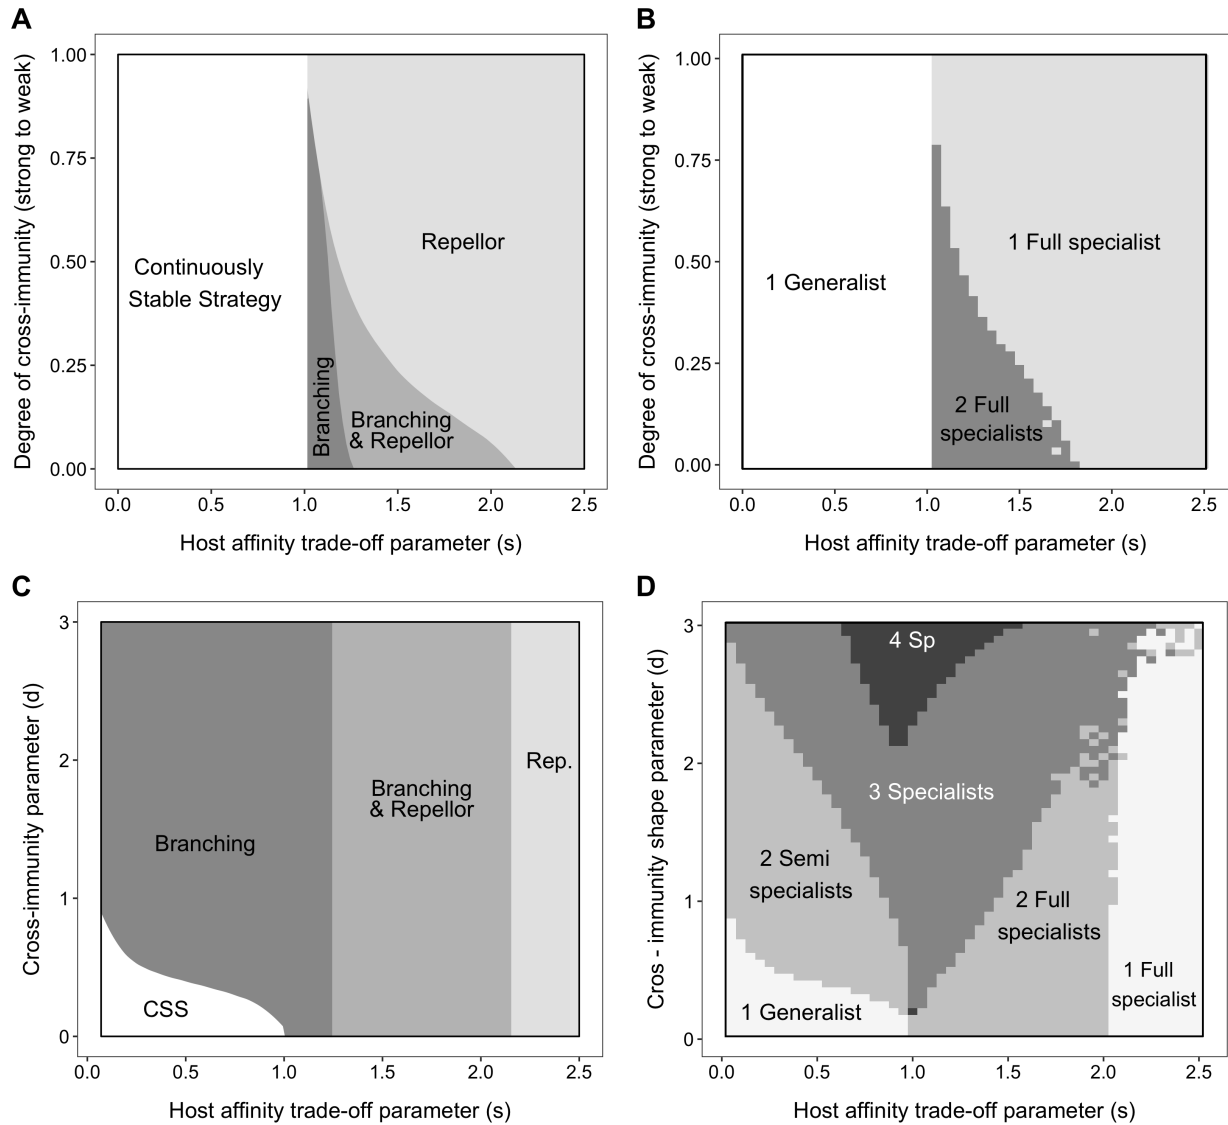 A
Degree of cross-immunity (strong to weak)
1.00
0.75
0.50
0.25
0.00
Continuously
Stable Strategy
Branching
Branching
& Repellor
Repellor
0.0 0.5 1.0 1.5 2.0 2.5
Host affinity trade-off parameter (s)
B
Degree of cross-immunity (strong to weak)
1.00
0.75
0.50
0.25
0.00
1 Generalist
1 Full specialist
2 Full
specialists
0.0 0.5 1.0 1.5 2.0 2.5
Host affinity trade-off parameter (s)
C
Cross-immunity parameter (d)
3
2
1
0
Branching
CSS
Branching
& Repellor
Rep.
0.0 0.5 1.0 1.5 2.0 2.5
Host affinity trade-off parameter (s)
D
Cros - immunity shape parameter (d)
3
2
1
0
4 Sp
3 Specialists
2 Semi
specialists
2 Full
specialists
1 Generalist
1 Full
specialist
0.0 0.5 1.0 1.5 2.0 2.5
Host affinity trade-off parameter (s)